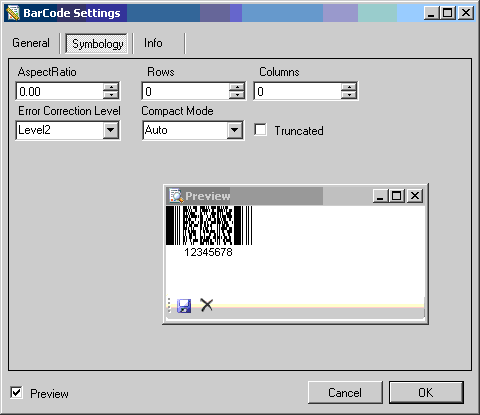 BarCode Settings
General Symbology Info
AspectRatio Rows Columns
0.00 0 0
Error Correction Level Compact Mode
Level2 Auto Truncated
Preview
12345678
Preview Cancel OK